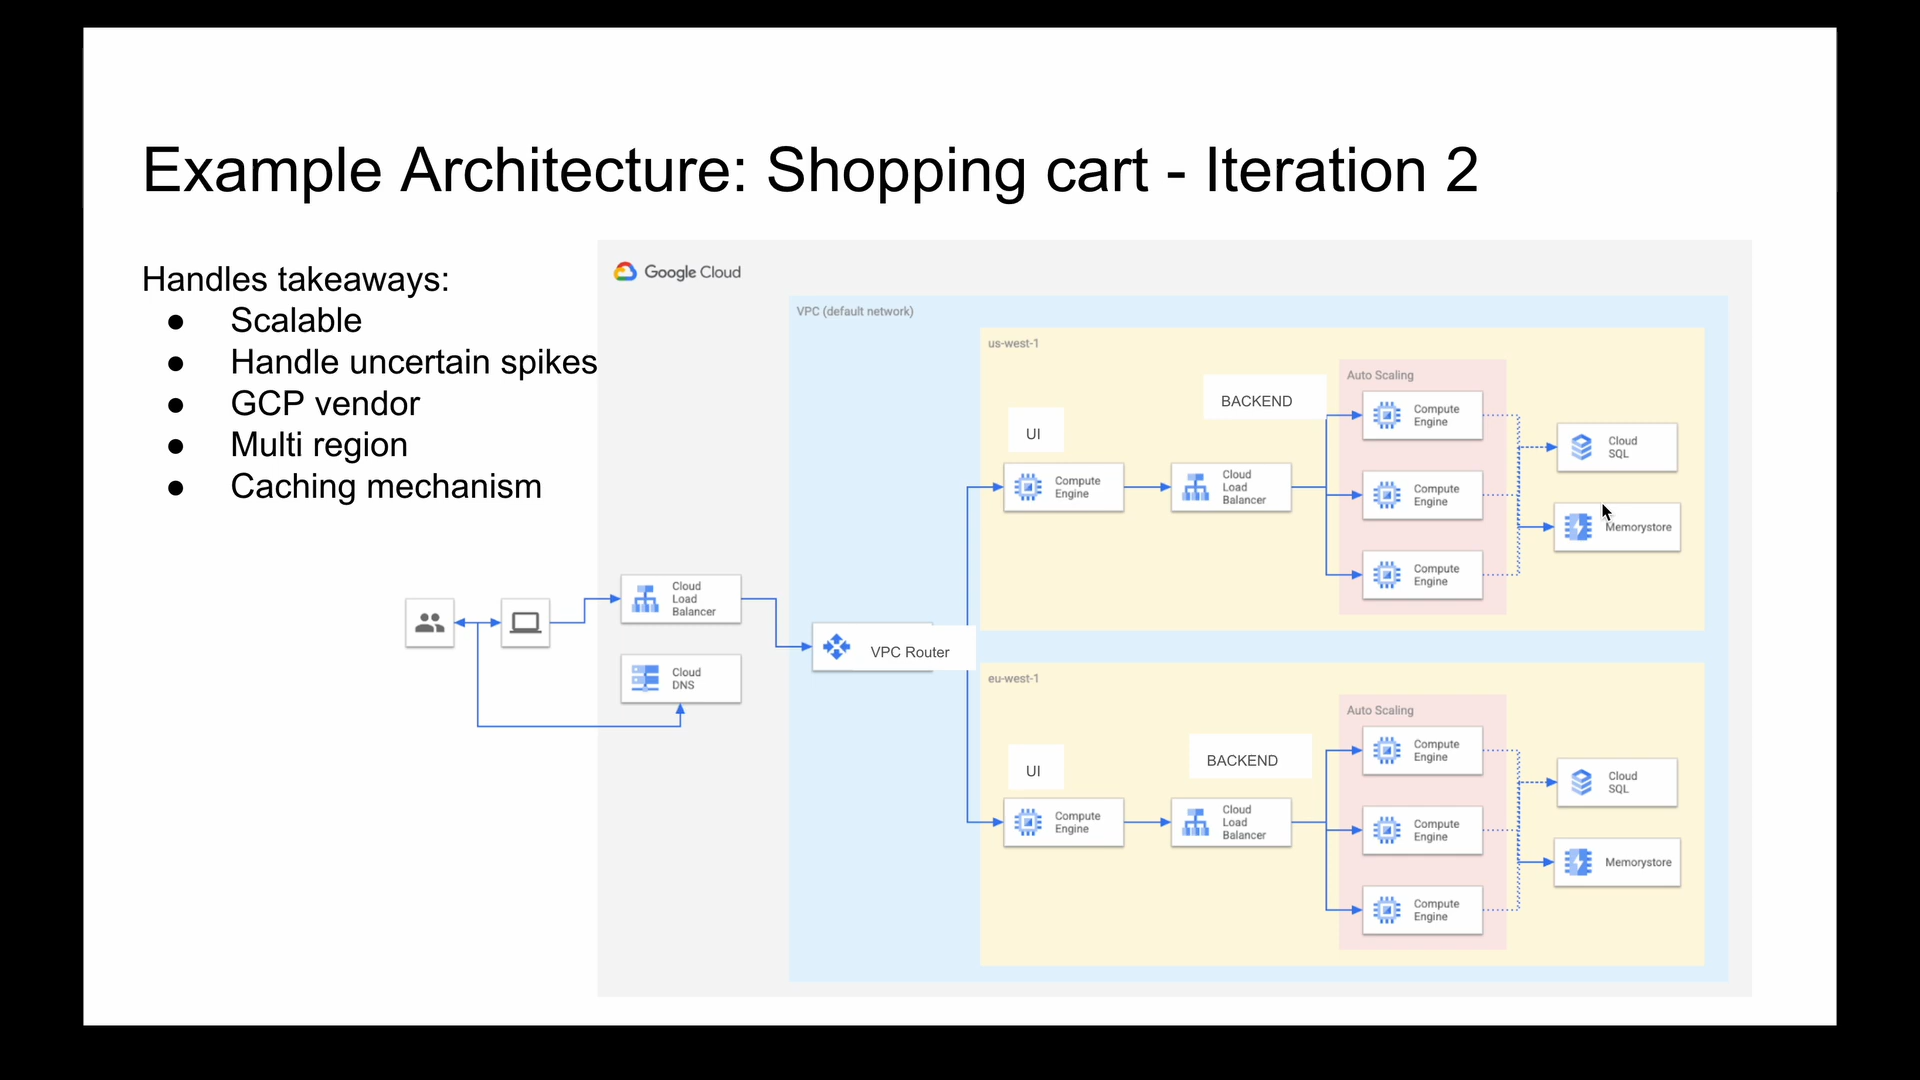 Example Architecture: Shopping cart - Iteration 2
Handles takeaways:
● Scalable
● Handle uncertain spikes
● GCP vendor
● Multi region
● Caching mechanism
Google Cloud
VPC (default network)
us-west-1
UI
Compute
Engine
BACKEND
Cloud
Load
Balancer
Auto Scaling
Compute
Engine
Compute
Engine
Compute
Engine
Cloud
SQL
Memorystore
Cloud
Load
Balancer
Cloud
DNS
VPC Router
eu-west-1
UI
Compute
Engine
BACKEND
Cloud
Load
Balancer
Auto Scaling
Compute
Engine
Compute
Engine
Compute
Engine
Cloud
SQL
Memorystore